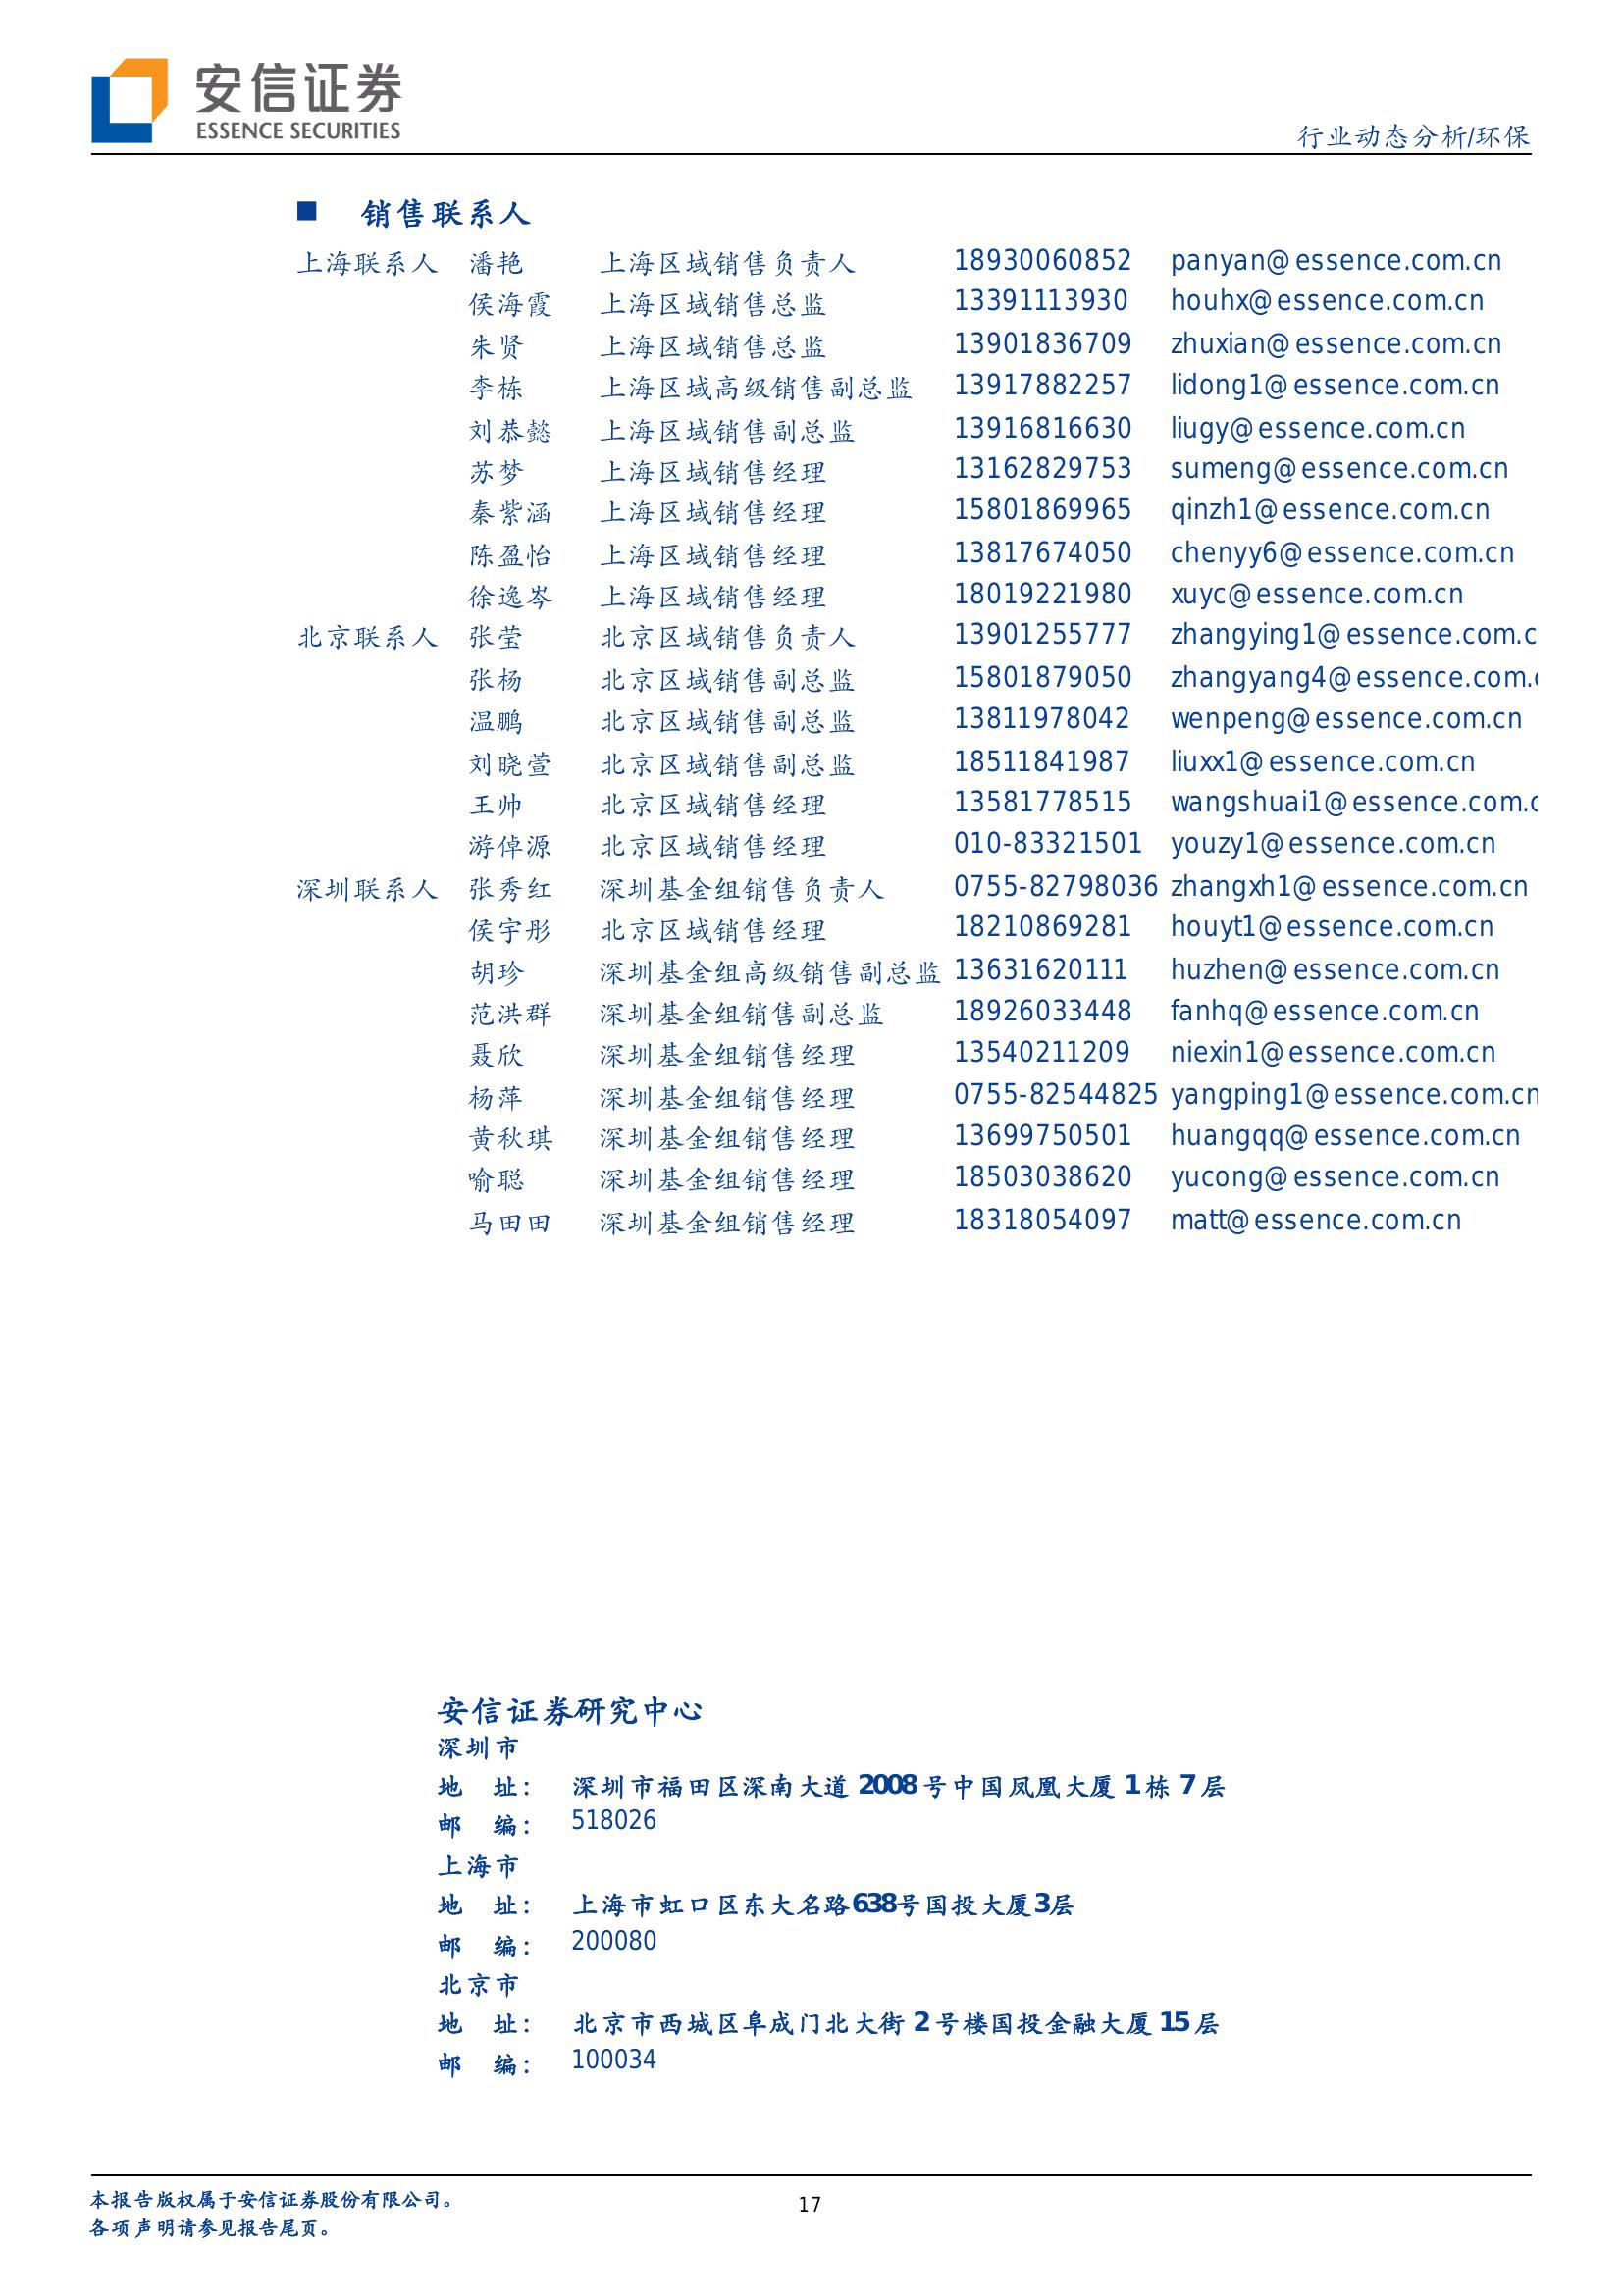 安信证券
ESSENCE SECURITIES
行业动态分析/环保
■ 销售联系人
上海联系人 潘艳 上海区域销售负责人 18930060852 panyan@essence.com.cn
侯海霞 上海区域销售总监 13391113930 houhx@essence.com.cn
朱贤 上海区域销售总监 13901836709 zhuxian@essence.com.cn
李栋 上海区域高级销售副总监 13917882257 lidong1@essence.com.cn
刘恭懿 上海区域销售副总监 13916816630 liugy@essence.com.cn
苏梦 上海区域销售经理 13162829753 sumeng@essence.com.cn
秦紫涵 上海区域销售经理 15801869965 qinzh1@essence.com.cn
陈盈怡 上海区域销售经理 13817674050 chenyy6@essence.com.cn
徐逸岑 上海区域销售经理 18019221980 xuyc@essence.com.cn
北京联系人 张莹 北京区域销售负责人 13901255777 zhangying1@essence.com.c
张杨 北京区域销售副总监 15801879050 zhangyang4@essence.com.
温鹏 北京区域销售副总监 13811978042 wenpeng@essence.com.cn
刘晓萱 北京区域销售副总监 18511841987 liuxx1@essence.com.cn
王帅 北京区域销售经理 13581778515 wangshuai1@essence.com.c
游倬源 北京区域销售经理 010-83321501 youzy1@essence.com.cn
深圳联系人 张秀红 深圳基金组销售负责人 0755-82798036 zhangxh1@essence.com.cn
侯宇彤 北京区域销售经理 18210869281 houyt1@essence.com.cn
胡珍 深圳基金组高级销售副总监 13631620111 huzhen@essence.com.cn
范洪群 深圳基金组销售副总监 18926033448 fanhq@essence.com.cn
聂欣 深圳基金组销售经理 13540211209 niexin1@essence.com.cn
杨萍 深圳基金组销售经理 0755-82544825 yangping1@essence.com.cn
黄秋琪 深圳基金组销售经理 13699750501 huangqq@essence.com.cn
喻聪 深圳基金组销售经理 18503038620 yucong@essence.com.cn
马田田 深圳基金组销售经理 18318054097 matt@essence.com.cn
安信证券研究中心
深圳市
地 址： 深圳市福田区深南大道 2008 号中国凤凰大厦 1 栋 7 层
邮 编： 518026
上海市
地 址： 上海市虹口区东大名路638号国投大厦3层
邮 编： 200080
北京市
地 址： 北京市西城区阜成门北大街 2 号楼国投金融大厦 15 层
邮 编： 100034
本报告版权属于安信证券股份有限公司。
17
各项声明请参见报告尾页。